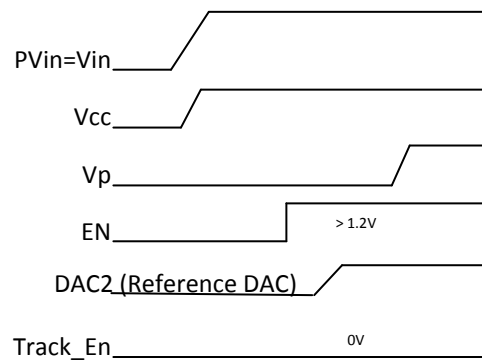 PVin=Vin
Vcc
Vp
EN
> 1.2V
DAC2 (Reference DAC)
Track_En
0V